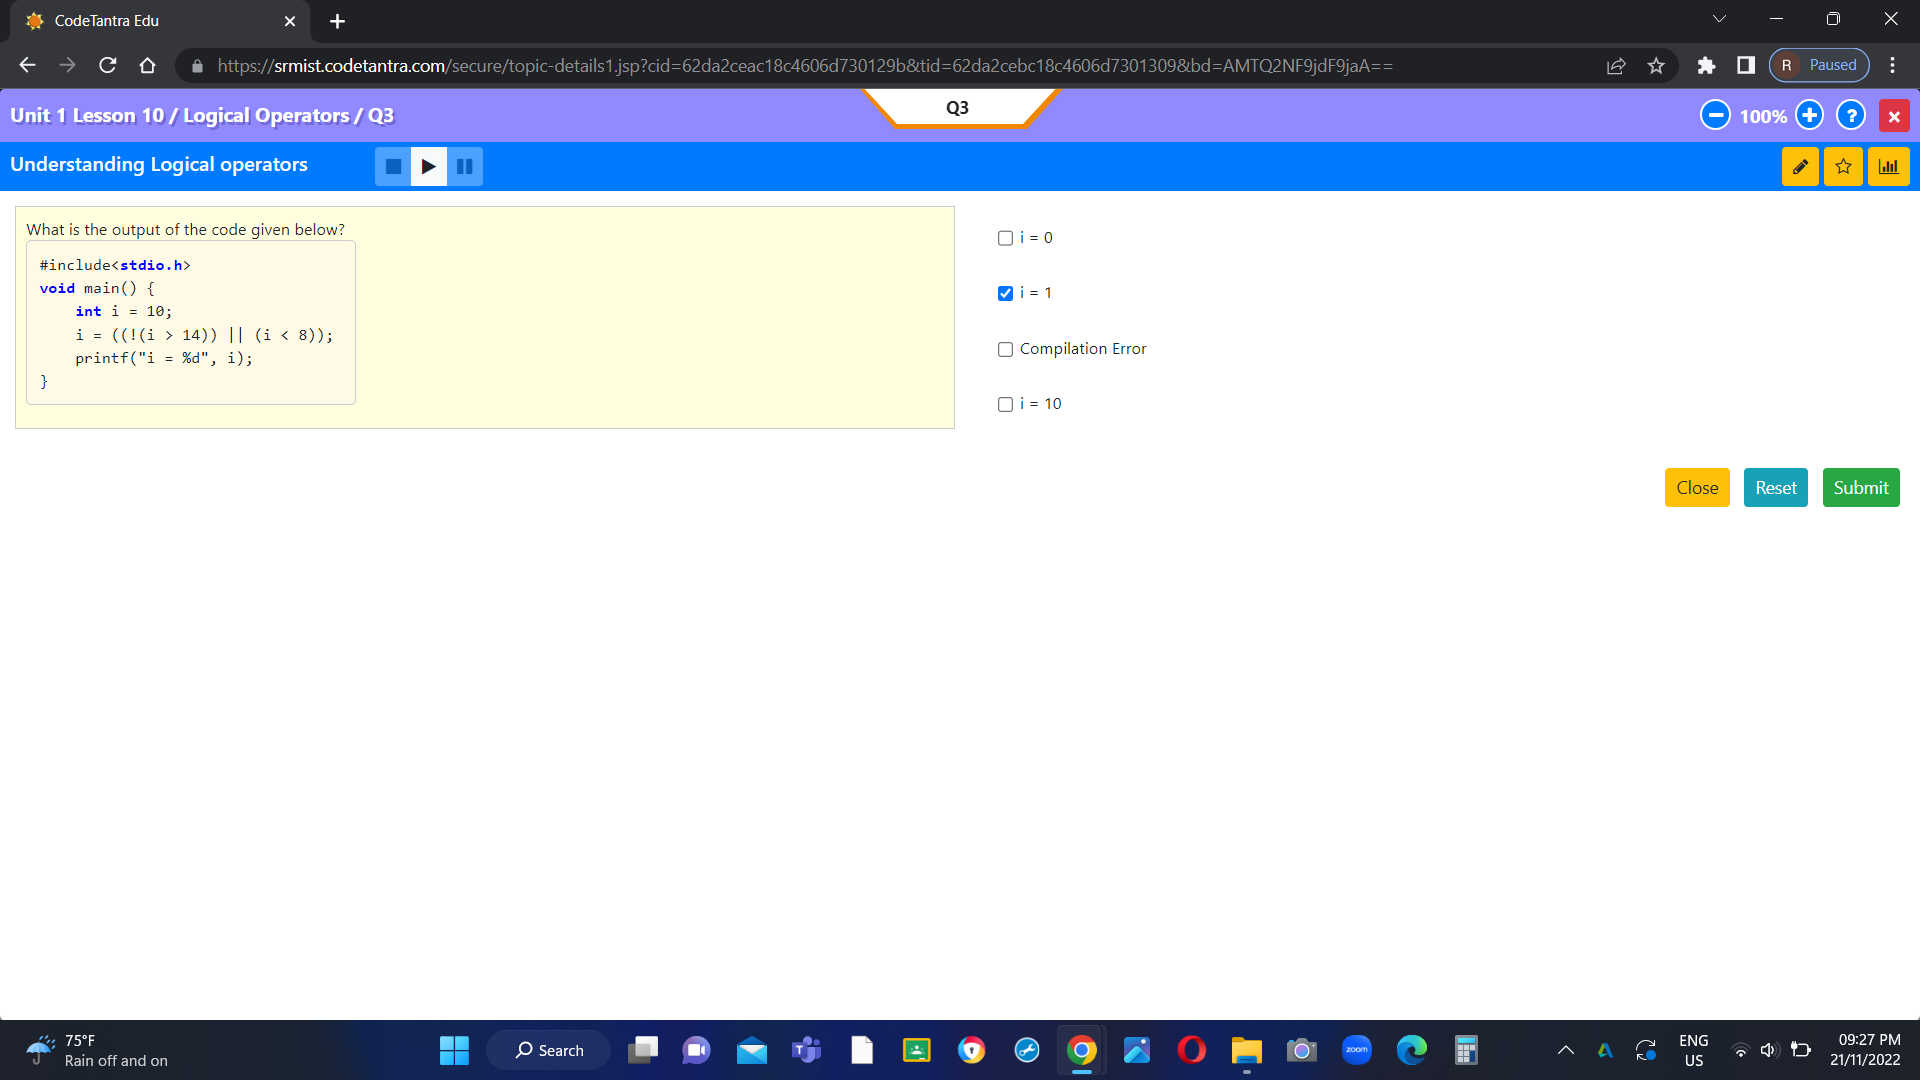 CodeTantra Edu
https://srmist.codetantra.com/secure/topic-details1.jsp?cid=62da2ceac18c4606d730129b&tid=62da2cebc18c4606d7301309&bd=AMTQ2NF9jdF9jaA==
R Paused
Unit 1 Lesson 10 / Logical Operators / Q3
Q3
100%
?
Understanding Logical operators
What is the output of the code given below?
#include<stdio.h>
void main() {
    int i = 10;
    i = ((!(i > 14)) || (i < 8));
    printf("i = %d", i);
}
i = 0
i = 1
Compilation Error
i = 10
Close
Reset
Submit
75°F
Rain off and on
Search
zoom
ENG
US
09:27 PM
21/11/2022